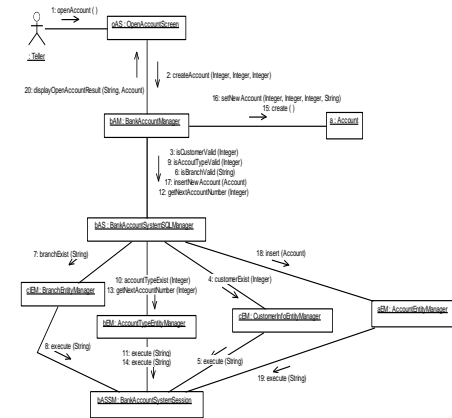 1: openAccount ( )
oAS : OpenAccountScreen
: Teller
2: createAccount (Integer, Integer, Integer)
20: displayOpenAccountResult (String, Account)
16: setNewAccount (Integer, Integer, Integer, String)
15: create ( )
bAM : BankAccountManager
a : Account
3: isCustomerValid (Integer)
9: isAccoutTypeValid (Integer)
6: isBranchValid (String)
17: insertNewAccount (Account)
12: getNextAccountNumber (Integer)
bAS : BankAccountSystemSQLManager
7: branchExist (String)
18: insert (Account)
10: accountTypeExist (Integer)
13: getNextAccountNumber (Integer)
4: customerExist (Integer)
cIEM : BranchEntityManager
bEM : AccountTypeEntityManager
cEM : CustomerInfoEntityManager
aEM : AccountEntityManager
8: execute (String)
11: execute (String)
14: execute (String)
5: execute (String)
19: execute (String)
bASSM : BankAccountSystemSession